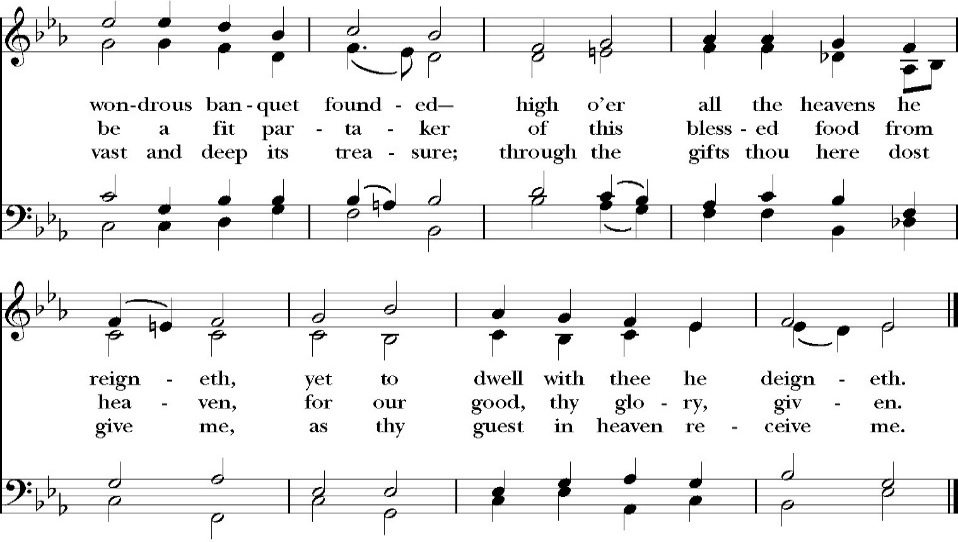 won-drous ban - quet found - ed— high o’er all the heavens he
be a fit par - ta - ker of this bless - ed food from
vast and deep its trea - sure; through the gifts thou here dost
reign - eth, yet to dwell with thee he deign - eth.
hea - ven, for our good, thy glo - ry, giv - en.
give me, as thy guest in heaven re - ceive me.